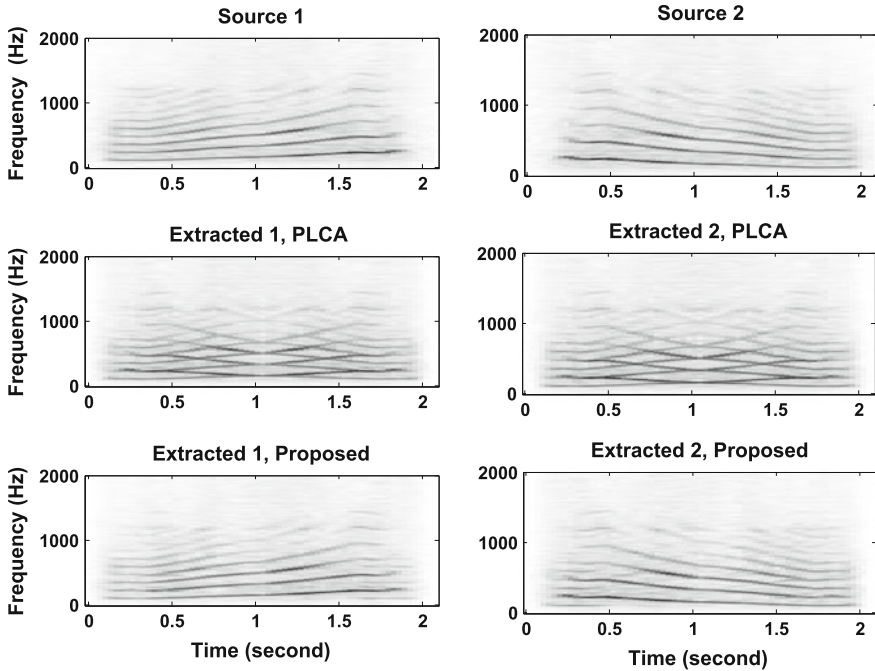 Source 1
Source 2
Frequency (Hz)
2000
1000
0
0 0.5 1 1.5 2
2000
1000
0
0 0.5 1 1.5 2
Extracted 1, PLCA
Extracted 2, PLCA
Frequency (Hz)
2000
1000
0
0 0.5 1 1.5 2
2000
1000
0
0 0.5 1 1.5 2
Extracted 1, Proposed
Extracted 2, Proposed
Frequency (Hz)
2000
1000
0
0 0.5 1 1.5 2
Time (second)
2000
1000
0
0 0.5 1 1.5 2
Time (second)